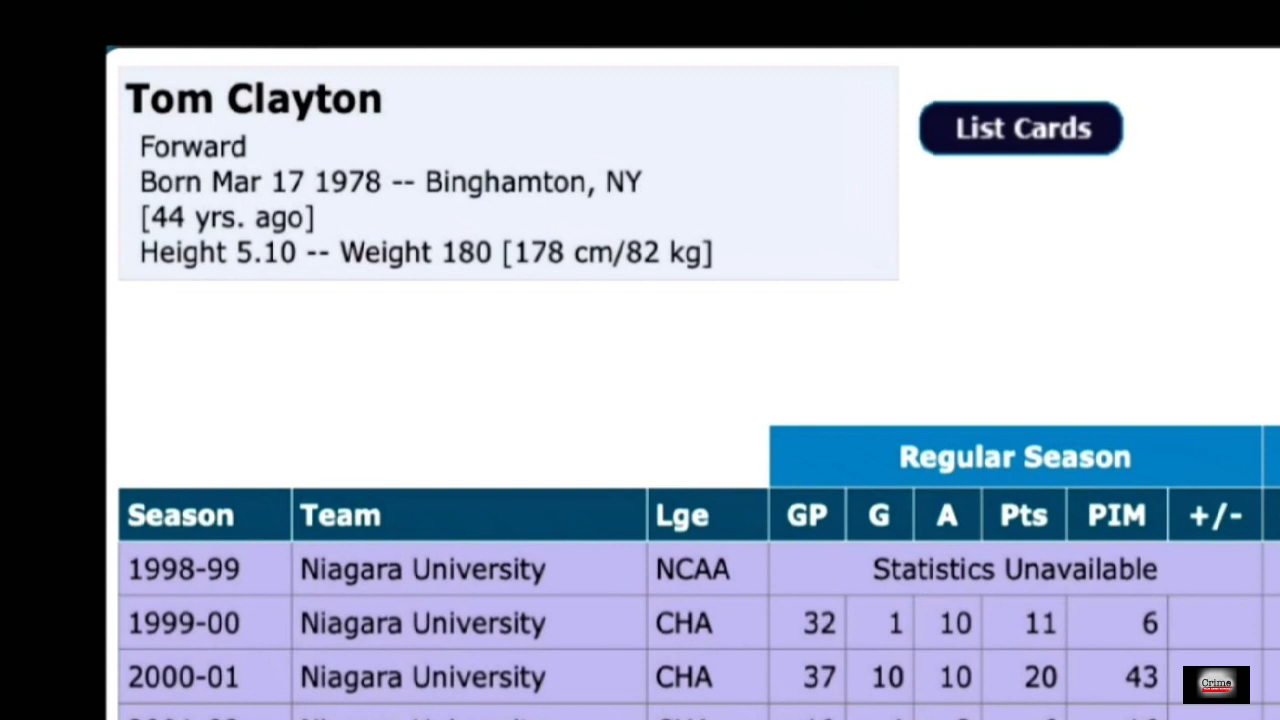 Tom Clayton
List Cards
Forward
Born Mar 17 1978 -- Binghamton, NY
[44 yrs. ago]
Height 5.10 -- Weight 180 [178 cm/82 kg]
Regular Season
Season Team Lge GP G A Pts PIM +/-
1998-99 Niagara University NCAA Statistics Unavailable
1999-00 Niagara University CHA 32 1 10 11 6
2000-01 Niagara University CHA 37 10 10 20 43
Crime